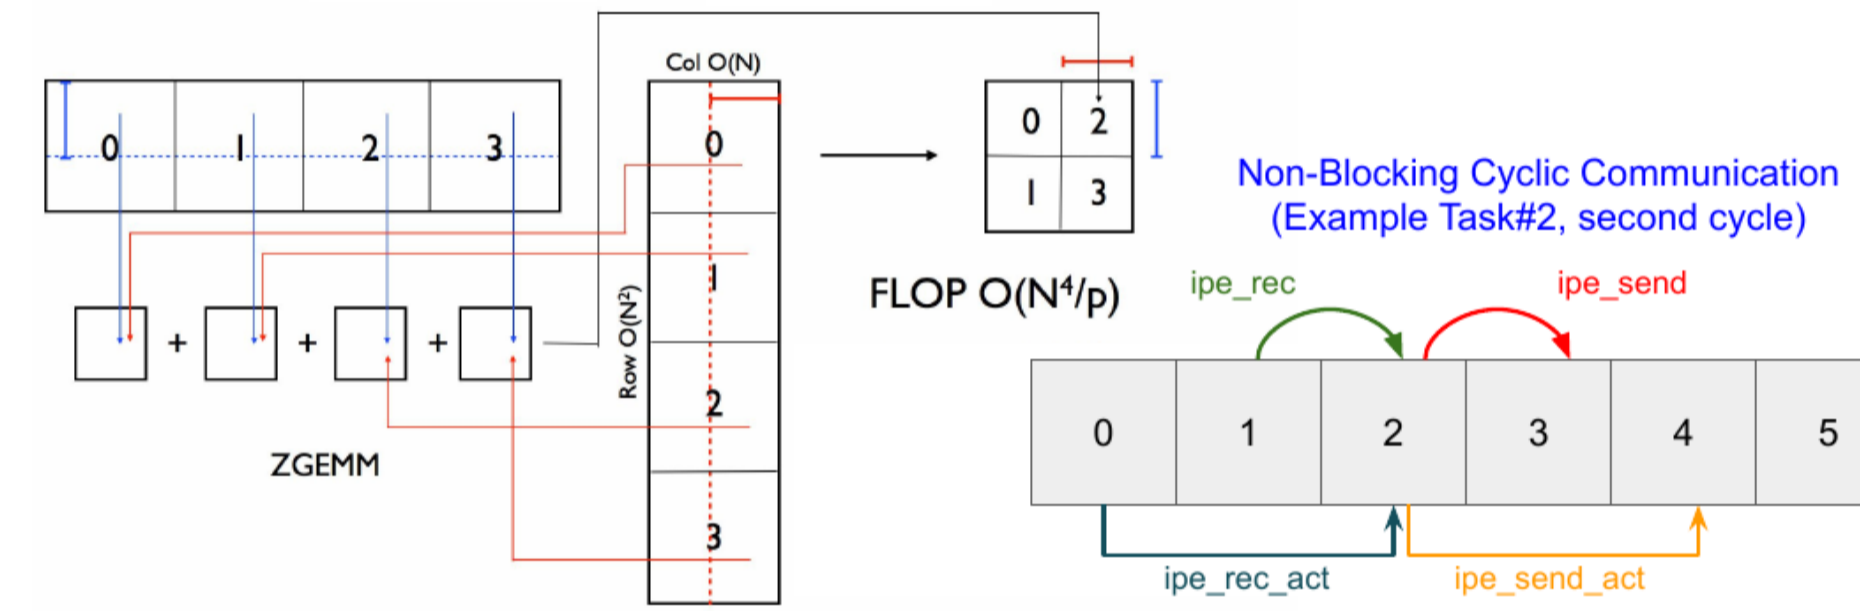 Col O(N)
0 1 2 3
0
1
2
3
Row O(N²)
+ + +
ZGEMM
0 2
1 3
FLOP O(N⁴/p)
Non-Blocking Cyclic Communication
(Example Task#2, second cycle)
ipe_rec
ipe_send
0 1 2 3 4 5
ipe_rec_act
ipe_send_act